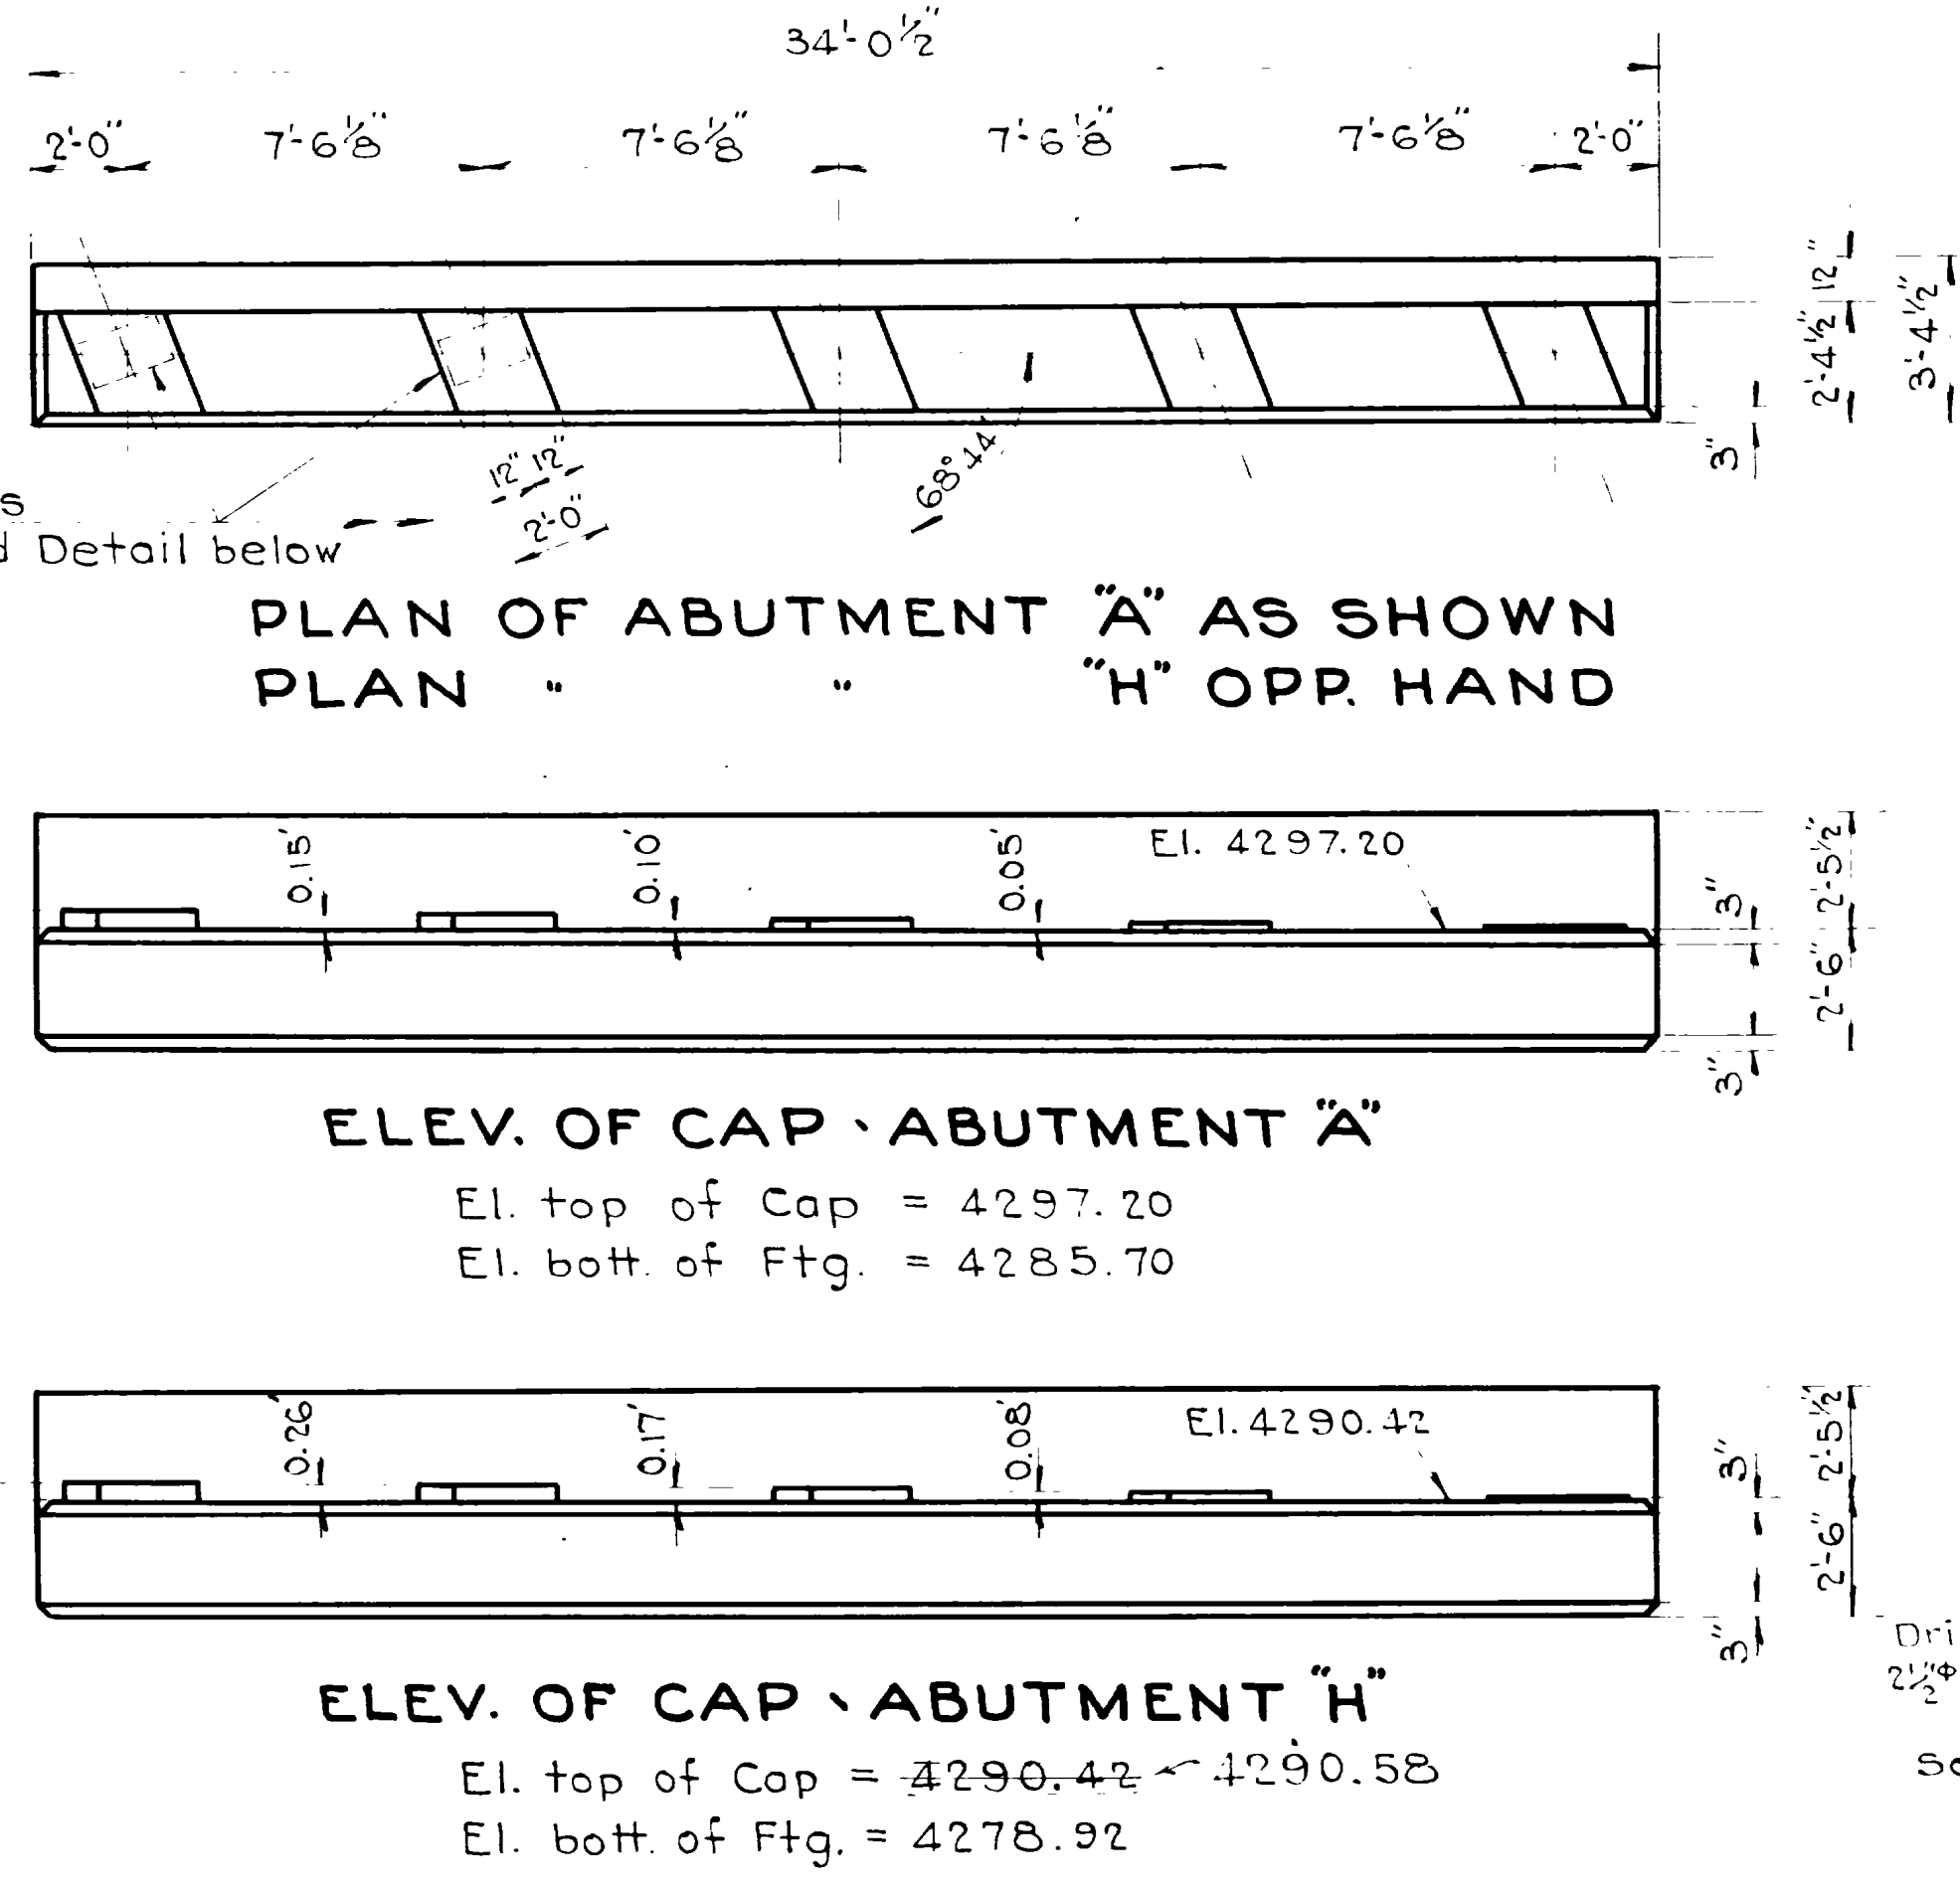 34'-0½"
2'-0" 7'-6⅛" 7'-6⅛" 7'-6⅛" 7'-6⅛" 2'-0"
12"
2'-4½"
3'-4½"
3"
12" 12"
2'-0"
68°44'
s
Detail below
PLAN OF ABUTMENT "A" AS SHOWN
PLAN " " "H" OPP. HAND
0.15' 0.10' 0.05' El. 4297.20
3"
2'-5½"
2'-6"
3"
ELEV. OF CAP - ABUTMENT "A"
El. top of Cap = 4297.20
El. bott. of Ftg. = 4285.70
0.26' 0.17' 0.08' El. 4290.42
3"
2'-5½"
2'-6"
3"
Dri
2½"Φ
ELEV. OF CAP - ABUTMENT "H"
El. top of Cap = 4290.42 4290.58
Sc
El. bott. of Ftg. = 4278.92